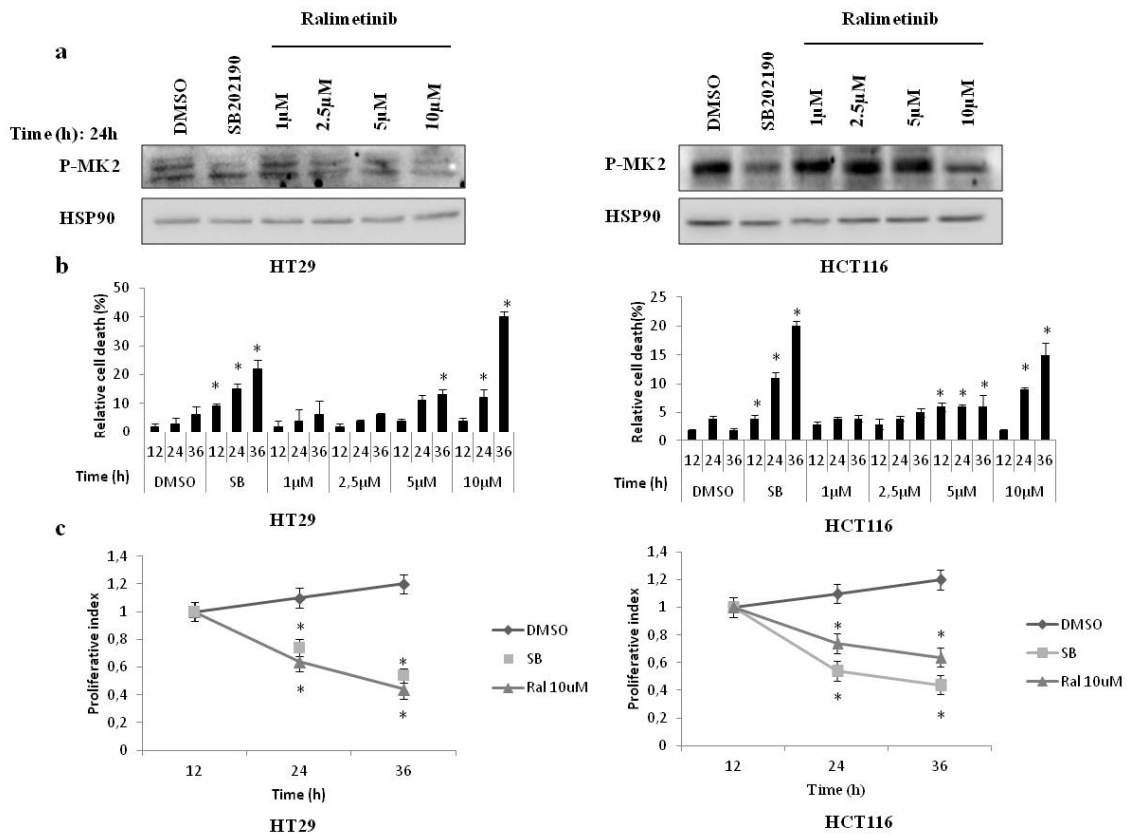 Ralimetinib
Ralimetinib
a
DMSO
SB202190
1µM
2.5µM
5µM
10µM
DMSO
SB202190
1µM
2.5µM
5µM
10µM
Time (h): 24h
P-MK2
P-MK2
HSP90
HSP90
HT29
HCT116
b
Relative cell death (%)
50
40
30
20
10
0
* * * * * *
12 24 36 12 24 36 12 24 36 12 24 36 12 24 36 12 24 36
Time (h)
DMSO SB 1µM 2,5µM 5µM 10µM
HT29
Relative cell death(%)
25
20
15
10
5
0
* * * * * * * *
12 24 36 12 24 36 12 24 36 12 24 36 12 24 36 12 24 36
Time (h)
DMSO SB 1µM 2,5µM 5µM 10µM
HCT116
c
Proliferative index
1,4
1,2
1
0,8
0,6
0,4
0,2
0
* * * *
12 24 36
Time (h)
DMSO
SB
Ral 10uM
HT29
Proliferative index
1,4
1,2
1
0,8
0,6
0,4
0,2
0
* * * *
12 24 36
Time (h)
DMSO
SB
Ral 10uM
HCT116